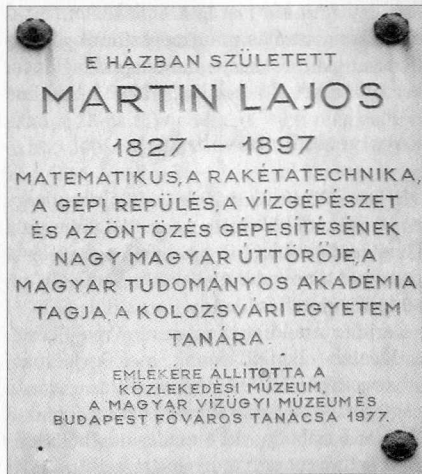 E HÁZBAN SZÜLETETT
MARTIN LAJOS
1827 — 1897
MATEMATIKUS, A RAKÉTATECHNIKA,
A GÉPI REPÜLÉS, A VÍZGÉPÉSZET
ÉS AZ ÖNTÖZÉS GÉPESÍTÉSÉNEK
NAGY MAGYAR ÚTTÖRŐJE, A
MAGYAR TUDOMÁNYOS AKADÉMIA
TAGJA, A KOLOZSVÁRI EGYETEM
TANÁRA.
EMLÉKÉRE ÁLLÍTOTTA A
KÖZLEKEDÉSI MÚZEUM,
A MAGYAR VÍZÜGYI MÚZEUM ÉS
BUDAPEST FŐVÁROS TANÁCSA 1977.